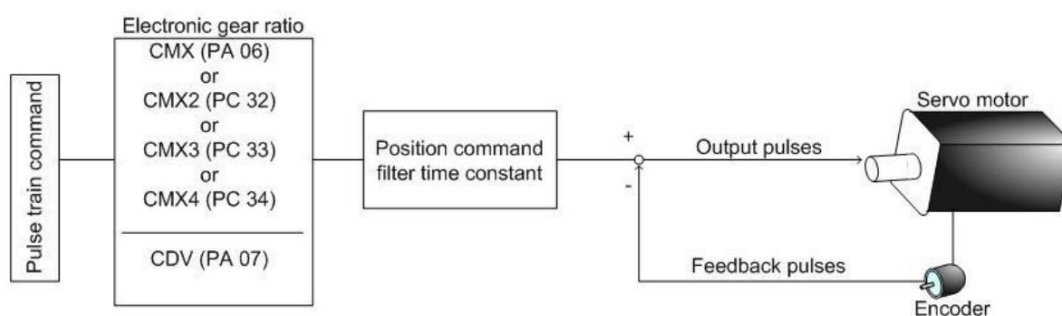 Pulse train command
Electronic gear ratio
CMX (PA 06)
or
CMX2 (PC 32)
or
CMX3 (PC 33)
or
CMX4 (PC 34)
CDV (PA 07)
Position command
filter time constant
+
-
Output pulses
Feedback pulses
Servo motor
Encoder